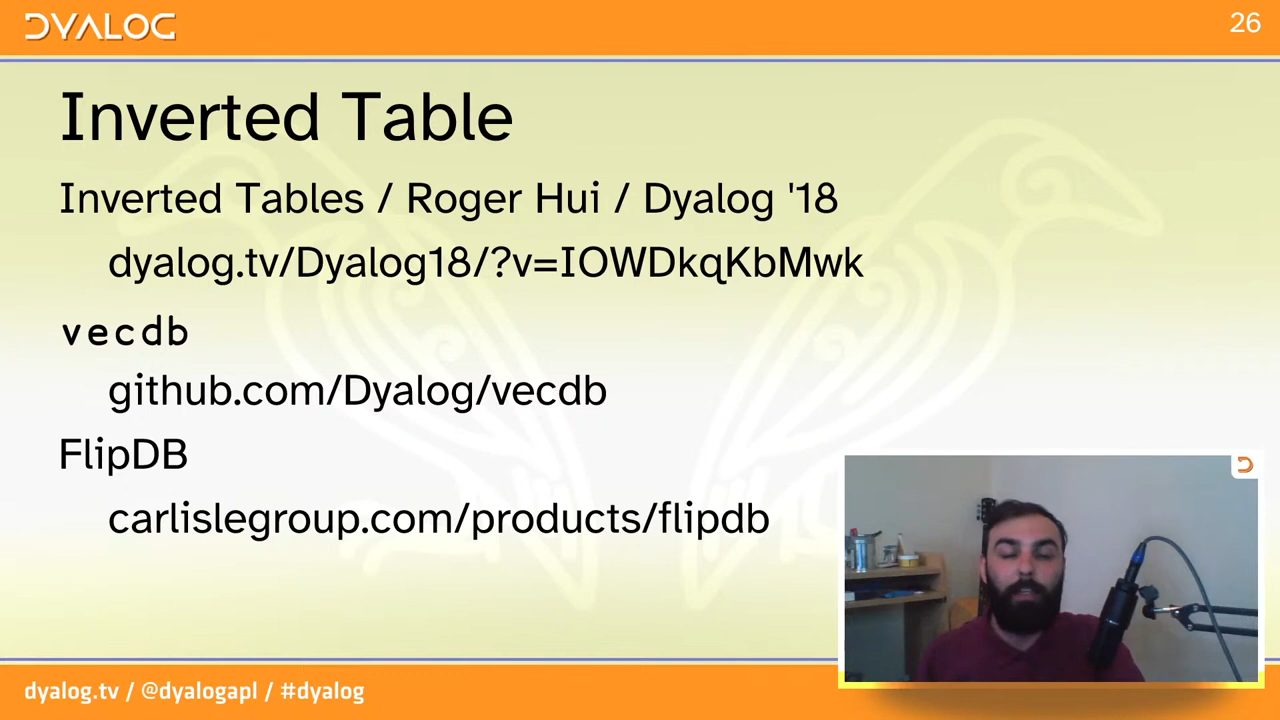 DYALOG
26
Inverted Table
Inverted Tables / Roger Hui / Dyalog '18
dyalog.tv/Dyalog18/?v=IOWDkqKbMwk
vecdb
github.com/Dyalog/vecdb
FlipDB
carlislegroup.com/products/flipdb
dyalog.tv / @dyalogapl / #dyalog